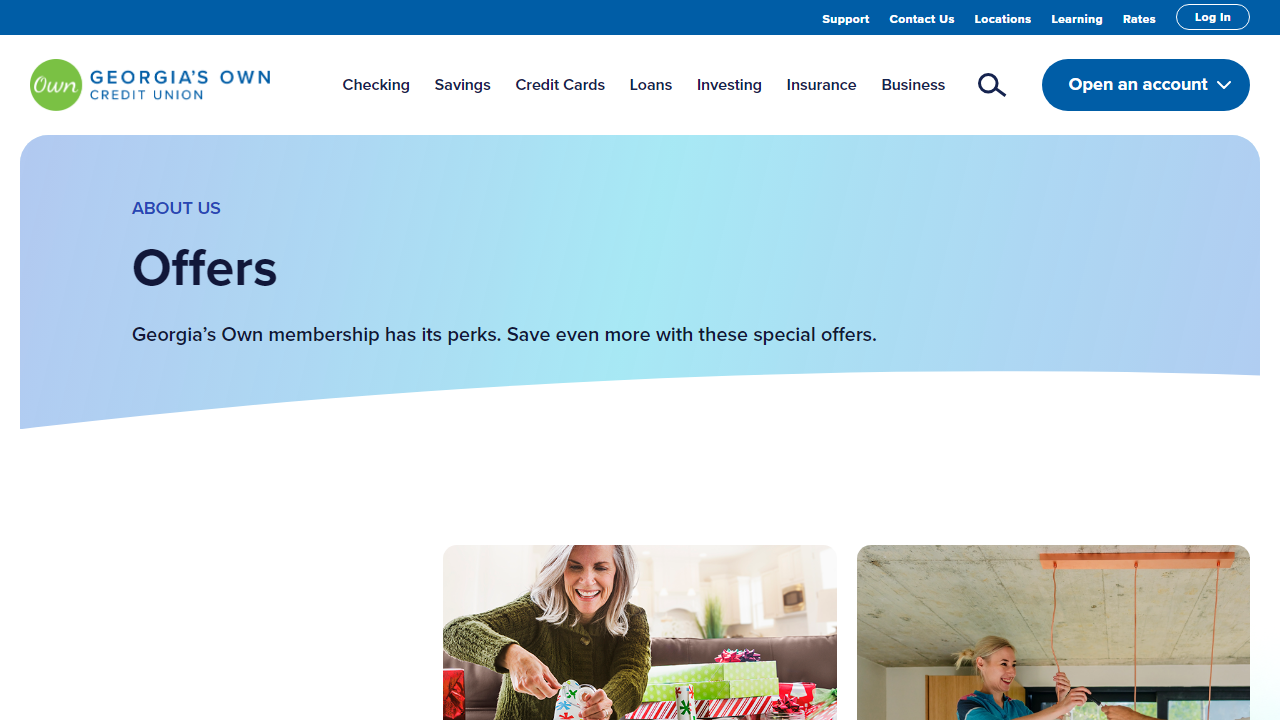 Support Contact Us Locations Learning Rates Log In
Own GEORGIA'S OWN
CREDIT UNION
Checking Savings Credit Cards Loans Investing Insurance Business Open an account
ABOUT US
Offers
Georgia’s Own membership has its perks. Save even more with these special offers.